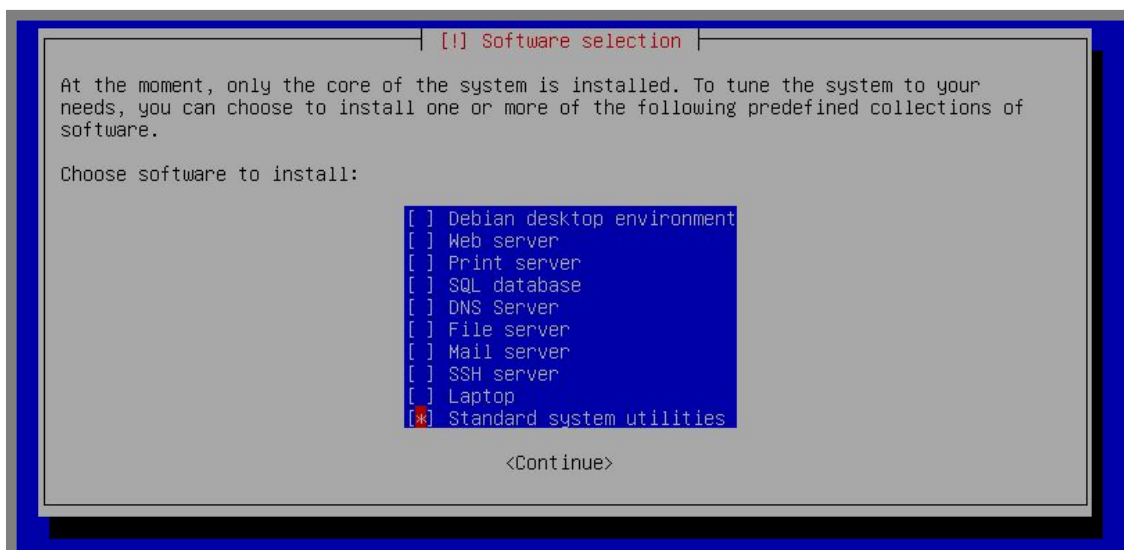 [!] Software selection
At the moment, only the core of the system is installed. To tune the system to your
needs, you can choose to install one or more of the following predefined collections of
software.
Choose software to install:
[ ] Debian desktop environment
[ ] Web server
[ ] Print server
[ ] SQL database
[ ] DNS Server
[ ] File server
[ ] Mail server
[ ] SSH server
[ ] Laptop
[*] Standard system utilities
<Continue>